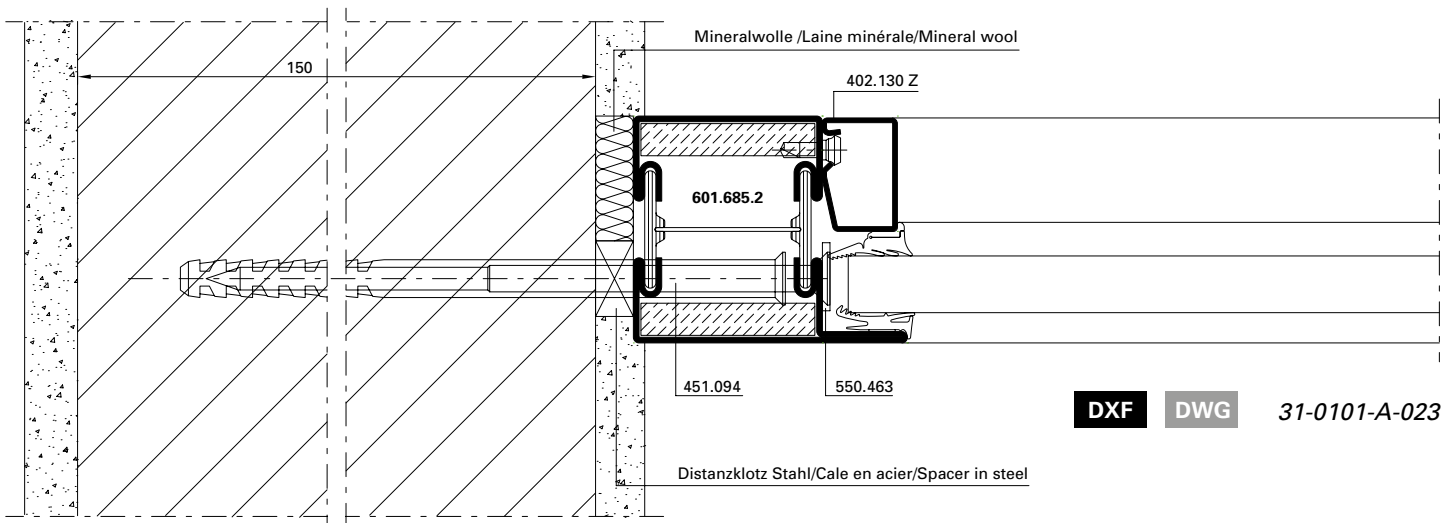 Mineralwolle /Laine minérale/Mineral wool
150
402.130 Z
601.685.2
451.094
550.463
DXF DWG 31-0101-A-023
Distanzklotz Stahl/Cale en acier/Spacer in steel